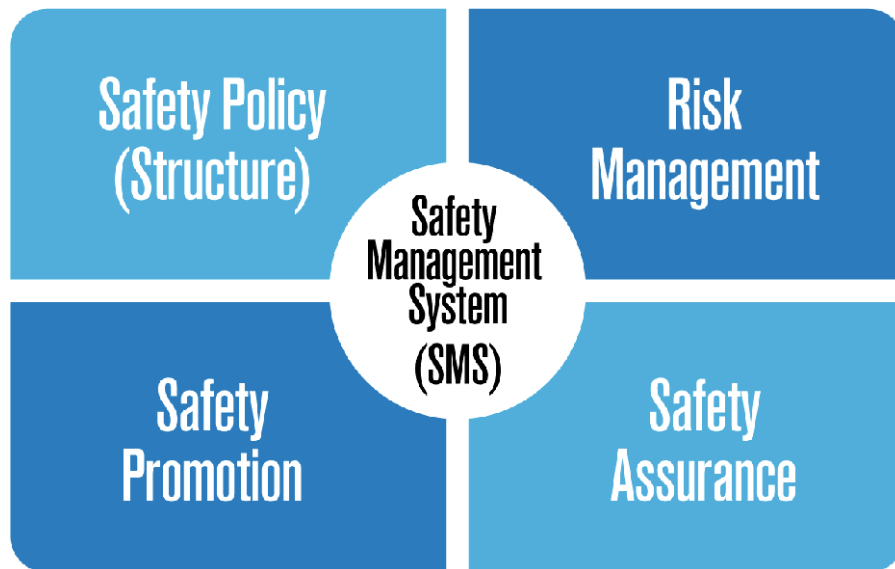 Safety Policy
(Structure)
Risk
Management
Safety
Management
System
(SMS)
Safety
Promotion
Safety
Assurance